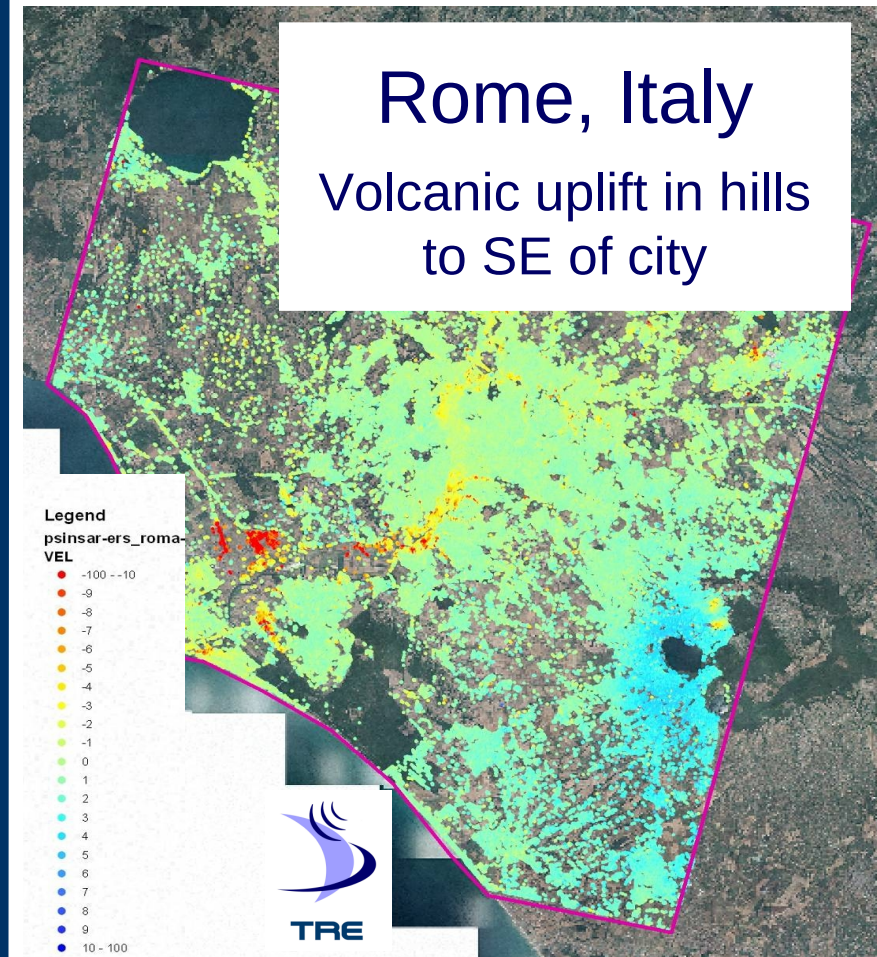 Rome, Italy
Volcanic uplift in hills
to SE of city
Legend
psinsar-ers_roma-
VEL
-100 - -10
-9
-8
-7
-6
-5
-4
-3
-2
-1
0
1
2
3
4
5
6
7
8
9
10 - 100
TRE